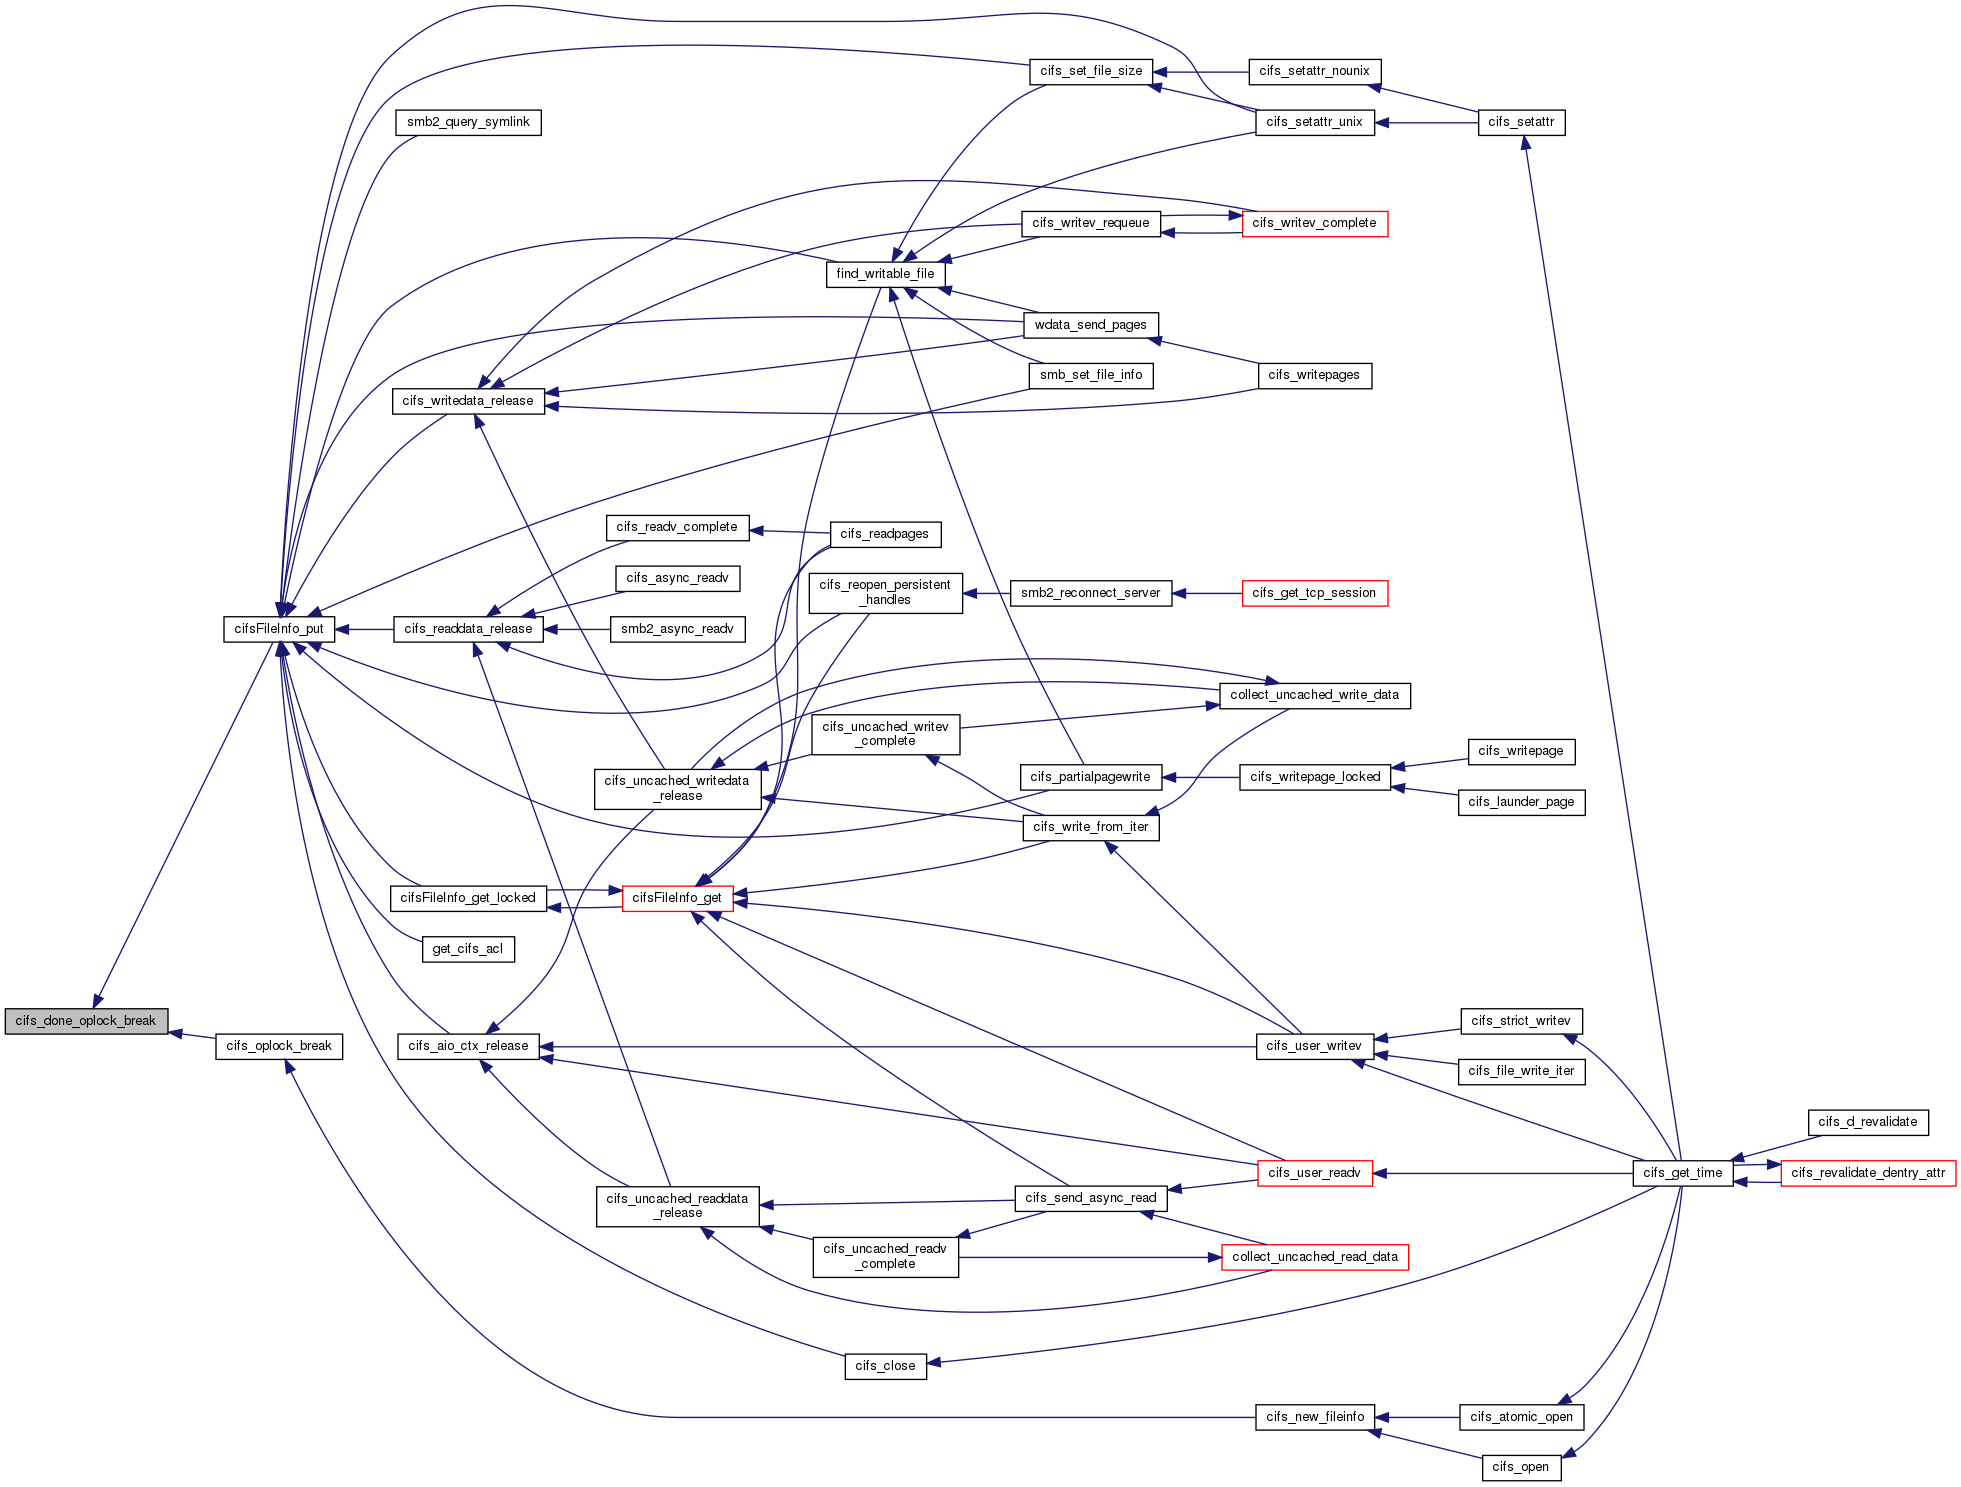 cifs_set_file_size
cifs_setattr_nounix
smb2_query_symlink
cifs_setattr_unix
cifs_setattr
cifs_writev_requeue
cifs_writev_complete
find_writable_file
wdata_send_pages
smb_set_file_info
cifs_writepages
cifs_writedata_release
cifs_readv_complete
cifs_readpages
cifs_async_readv
cifs_reopen_persistent
_handles
smb2_reconnect_server
cifs_get_tcp_session
cifsFileInfo_put
cifs_readdata_release
smb2_async_readv
collect_uncached_write_data
cifs_uncached_writev
_complete
cifs_writepage
cifs_uncached_writedata
_release
cifs_partialpagewrite
cifs_writepage_locked
cifs_launder_page
cifs_write_from_iter
cifsFileInfo_get_locked
cifsFileInfo_get
get_cifs_acl
cifs_done_oplock_break
cifs_oplock_break
cifs_aio_ctx_release
cifs_user_writev
cifs_strict_writev
cifs_file_write_iter
cifs_d_revalidate
cifs_user_readv
cifs_get_time
cifs_revalidate_dentry_attr
cifs_uncached_readdata
_release
cifs_send_async_read
cifs_uncached_readv
_complete
collect_uncached_read_data
cifs_close
cifs_new_fileinfo
cifs_atomic_open
cifs_open